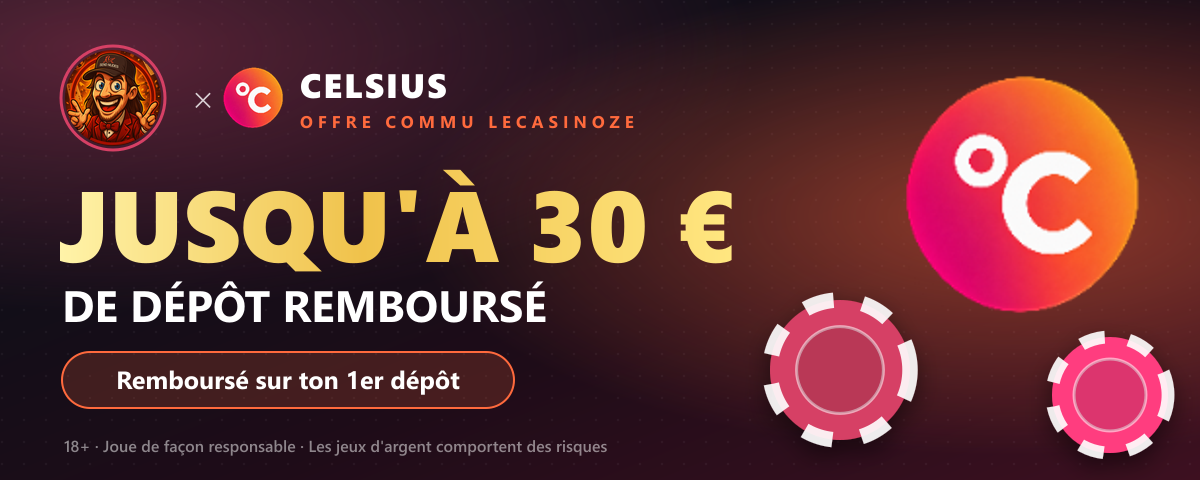 °C
CELSIUS
OFFRE COMMU LECASINOZE
JUSQU'À 30 €
DE DÉPÔT REMBOURSÉ
Remboursé sur ton 1er dépôt
18+ · Joue de façon responsable · Les jeux d'argent comportent des risques
°C